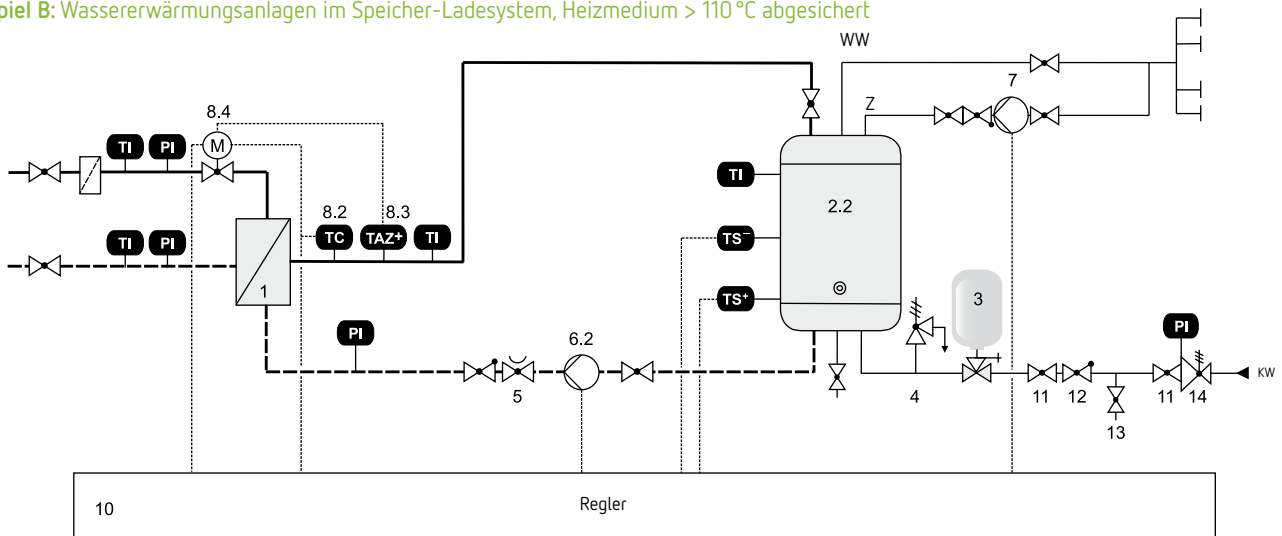 piel B: Wassererwärmungsanlagen im Speicher-Ladesystem, Heizmedium > 110 °C abgesichert
WW
7
8.4
Z
M
TI PI
TI
2.2
8.2 8.3
TC TAZ+ TI
TS-
TI PI
1
TS+
3
PI
PI
6.2
KW
5
4
11 12 11 14
13
10
Regler